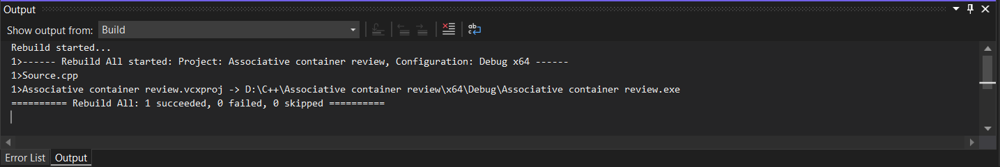 Output
Show output from: Build
Rebuild started...
1>------ Rebuild All started: Project: Associative container review, Configuration: Debug x64 ------
1>Source.cpp
1>Associative container review.vcxproj -> D:\C++\Associative container review\x64\Debug\Associative container review.exe
========== Rebuild All: 1 succeeded, 0 failed, 0 skipped ==========
Error List Output